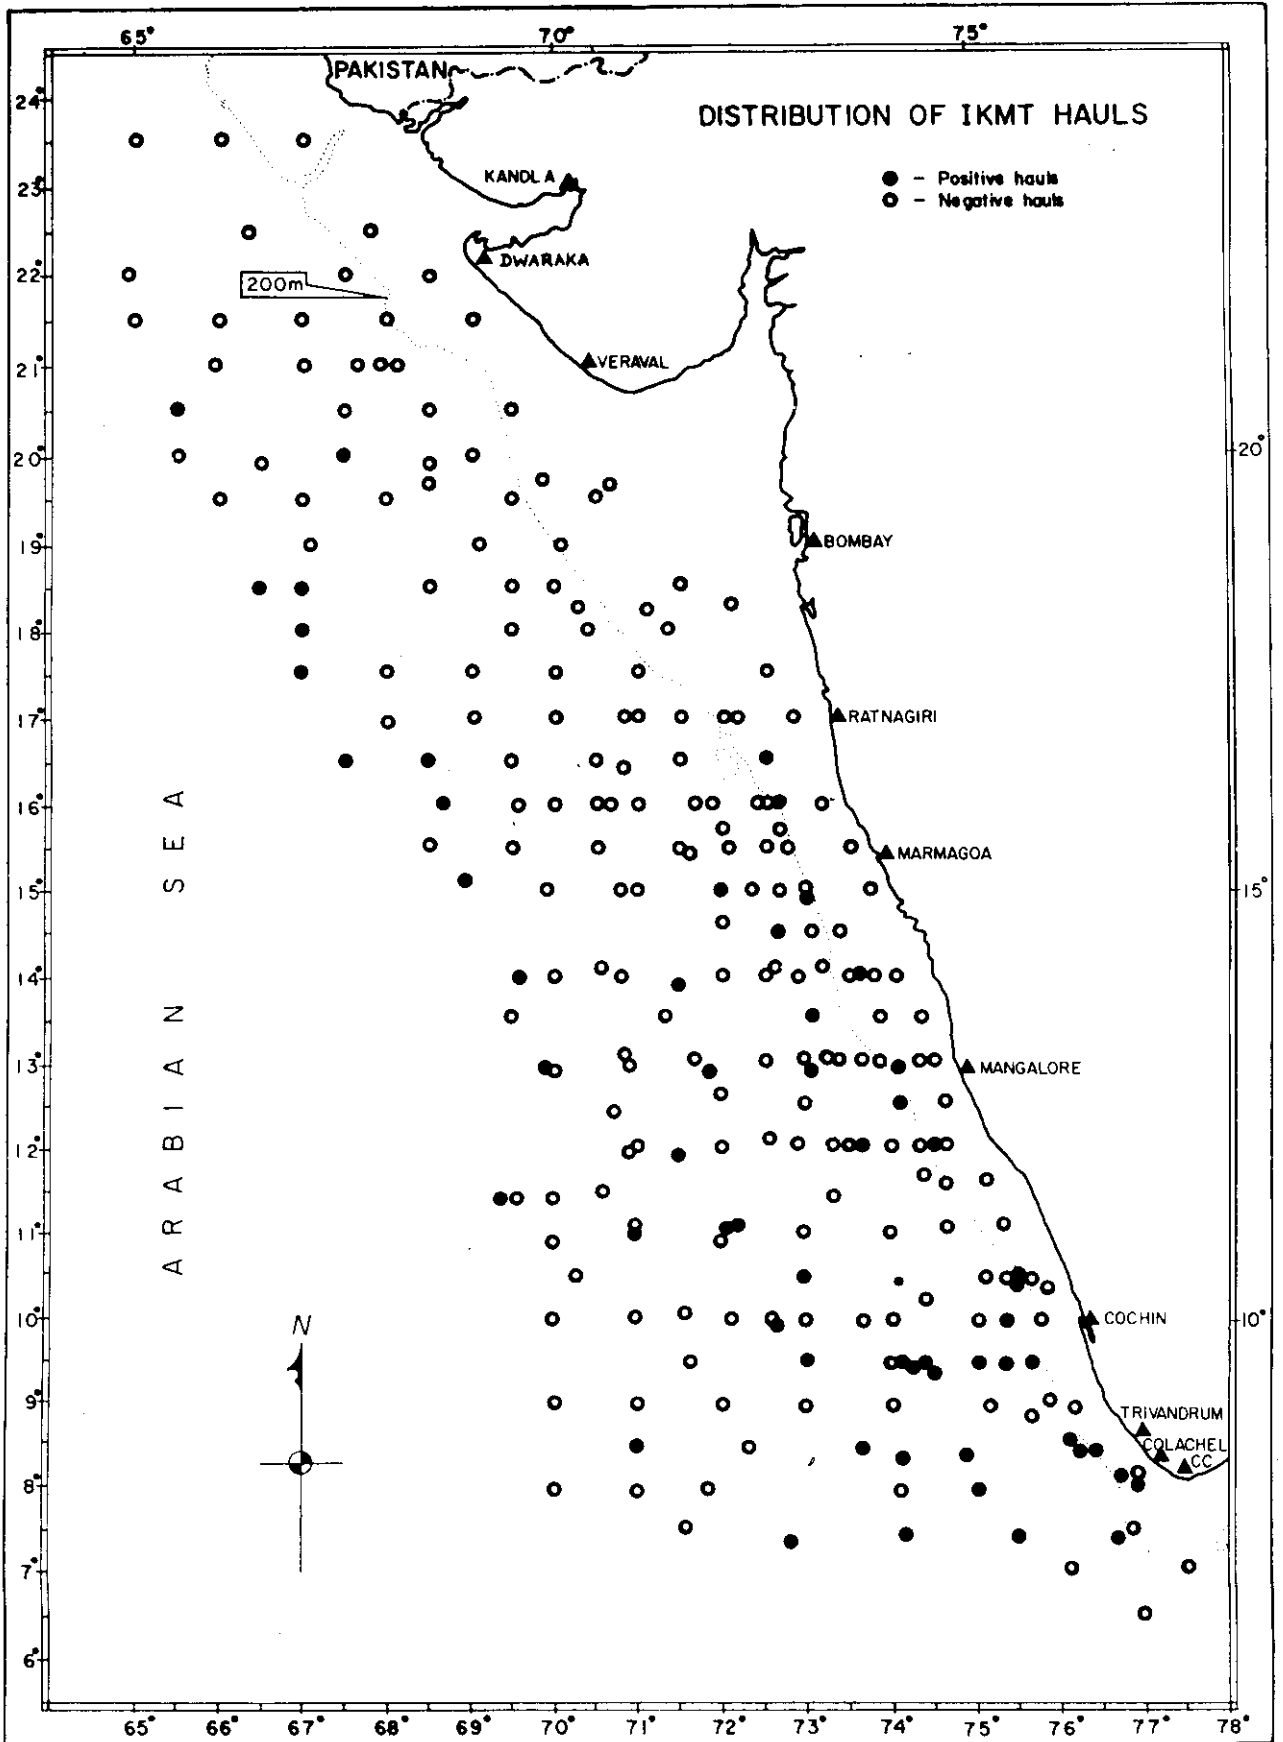 65° 70° 75°
PAKISTAN
24°
DISTRIBUTION OF IKMT HAULS
KANDLA
● – Positive hauls
23°
○ – Negative hauls
DWARAKA
22°
200m
VERAVAL
21°
20° 20°
BOMBAY
19°
18°
RATNAGIRI
17°
16°
MARMAGOA
15° 15°
14°
MANGALORE
13°
12°
11°
ARABIAN SEA
10° COCHIN 10°
N
9°
TRIVANDRUM
COLACHEL
CC
8°
7°
6°
65° 66° 67° 68° 69° 70° 71° 72° 73° 74° 75° 76° 77° 78°